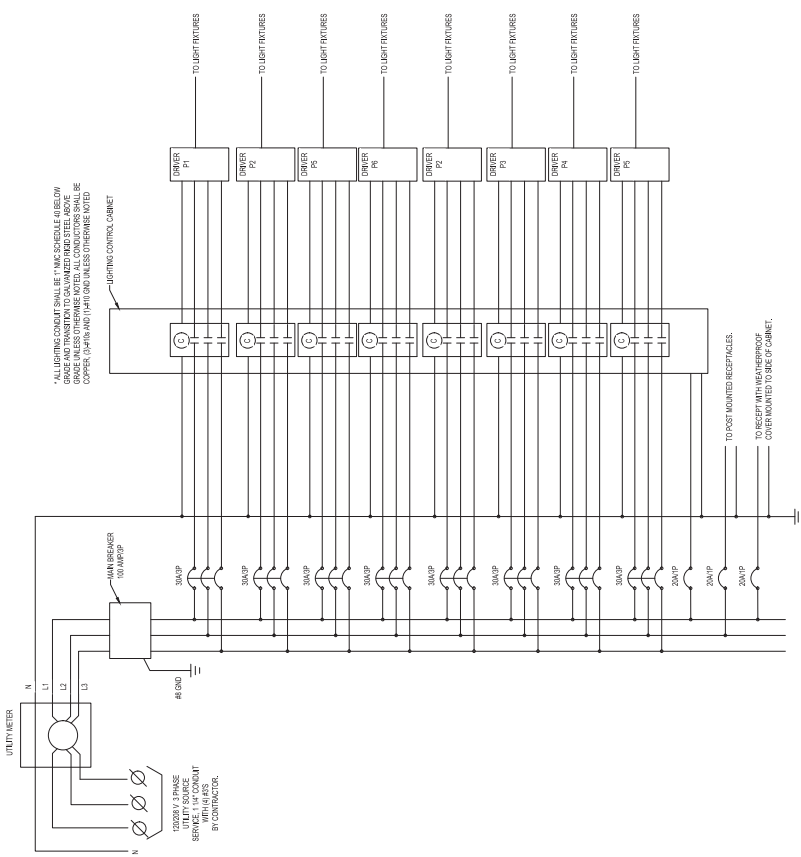 TO LIGHT FIXTURES
TO LIGHT FIXTURES
TO LIGHT FIXTURES
TO LIGHT FIXTURES
TO LIGHT FIXTURES
TO LIGHT FIXTURES
TO LIGHT FIXTURES
TO LIGHT FIXTURES
DRIVER
P1
DRIVER
P2
DRIVER
P5
DRIVER
P6
DRIVER
P2
DRIVER
P3
DRIVER
P4
DRIVER
P5
* ALL LIGHTING CONDUIT SHALL BE 1" NMC SCHEDULE 40 BELOW
GRADE AND TRANSITION TO GALVANIZED RIGID STEEL ABOVE
GRADE UNLESS OTHERWISE NOTED. ALL CONDUCTORS SHALL BE
COPPER, (3)-#10s AND (1)-#10 GND UNLESS OTHERWISE NOTED
LIGHTING CONTROL CABINET
C
C
C
C
C
C
C
C
TO POST MOUNTED RECEPTACLES.
TO RECEPT WITH WEATHERPROOF
COVER MOUNTED TO SIDE OF CABINET.
MAIN BREAKER
100 AMP/3P
30A/3P
30A/3P
30A/3P
30A/3P
30A/3P
30A/3P
30A/3P
30A/3P
20A/1P
20A/1P
20A/1P
#8 GND
N
L1
L2
L3
UTILITY METER
120/208 V 3 PHASE
UTILITY SOURCE
SERVICE, 1 1/4" CONDUIT
WITH (4) #3'S
BY CONTRACTOR.
N